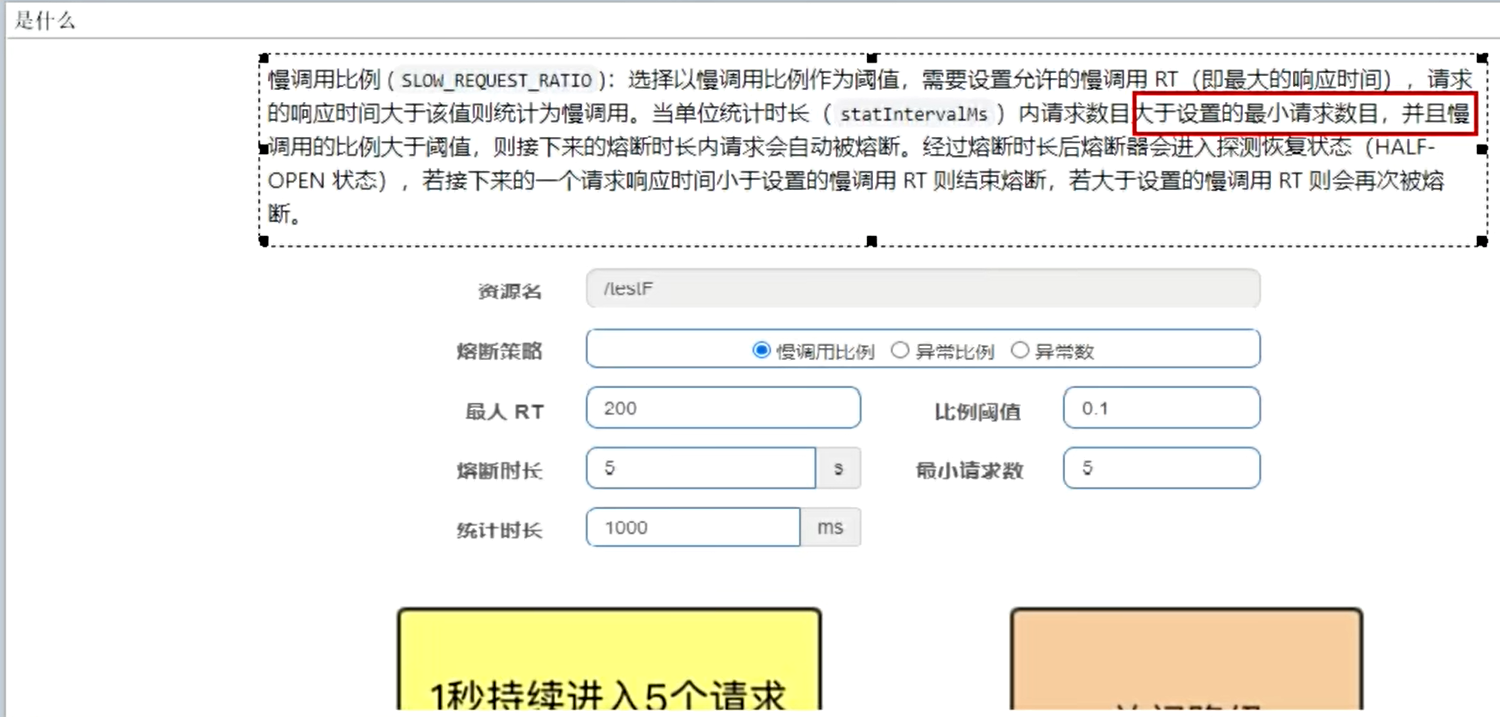 是什么
慢调用比例 ( SLOW_REQUEST_RATIO )：选择以慢调用比例作为阈值，需要设置允许的慢调用 RT（即最大的响应时间），请求
的响应时间大于该值则统计为慢调用。当单位统计时长（ statIntervalMs ）内请求数目大于设置的最小请求数目，并且慢
调用的比例大于阈值，则接下来的熔断时长内请求会自动被熔断。经过熔断时长后熔断器会进入探测恢复状态（HALF-
OPEN 状态），若接下来的一个请求响应时间小于设置的慢调用 RT 则结束熔断，若大于设置的慢调用 RT 则会再次被熔
断。
资源名 /testF
熔断策略 慢调用比例 异常比例 异常数
最大 RT 200 比例阈值 0.1
熔断时长 5 s 最小请求数 5
统计时长 1000 ms
1秒持续进入5个请求